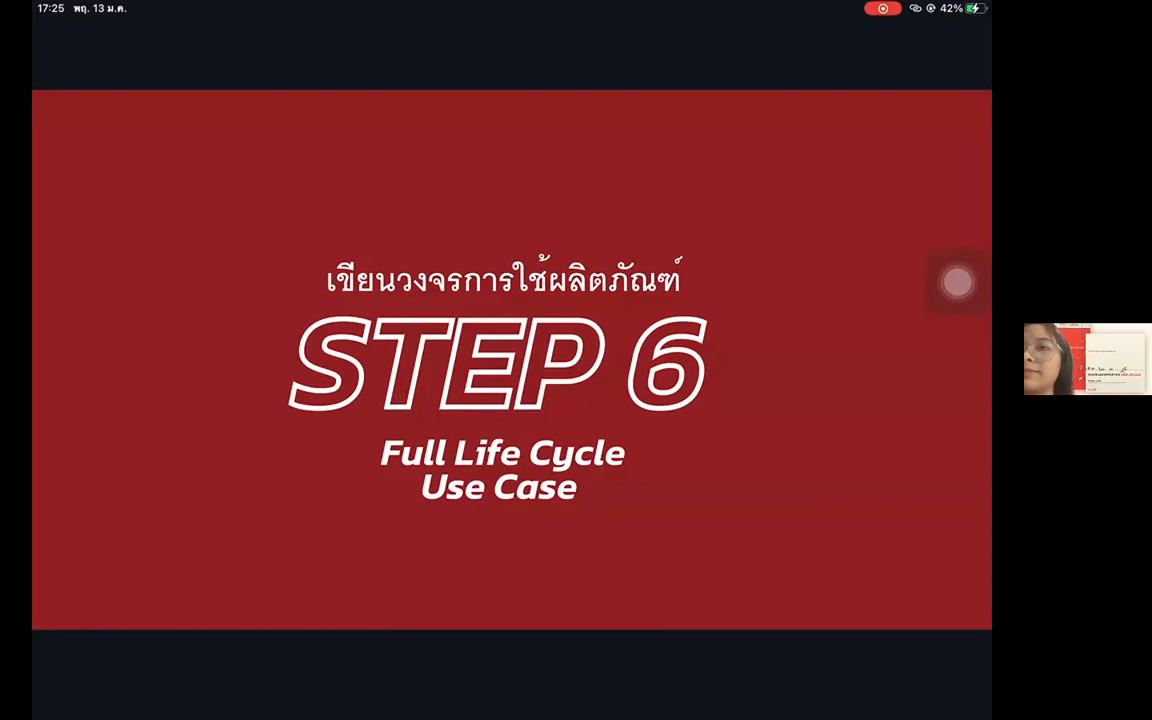 17:25 พฤ. 13 ม.ค.
42%
เขียนวงจรการใช้ผลิตภัณฑ์
STEP 6
Full Life Cycle
Use Case